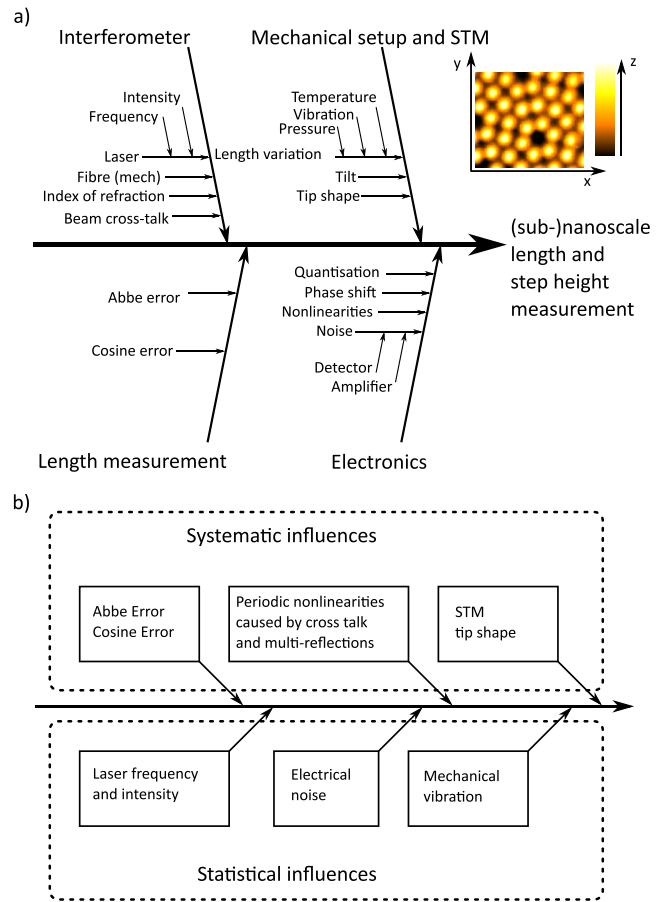 a)
Interferometer
Mechanical setup and STM
Intensity
Frequency
Laser
Fibre (mech)
Index of refraction
Beam cross-talk
Temperature
Vibration
Pressure
Length variation
Tilt
Tip shape
y
x
z
(sub-)nanoscale
length and
step height
measurement
Abbe error
Cosine error
Length measurement
Quantisation
Phase shift
Nonlinearities
Noise
Detector
Amplifier
Electronics
b)
Systematic influences
Abbe Error
Cosine Error
Periodic nonlinearities
caused by cross talk
and multi-reflections
STM
tip shape
Laser frequency
and intensity
Electrical
noise
Mechanical
vibration
Statistical influences